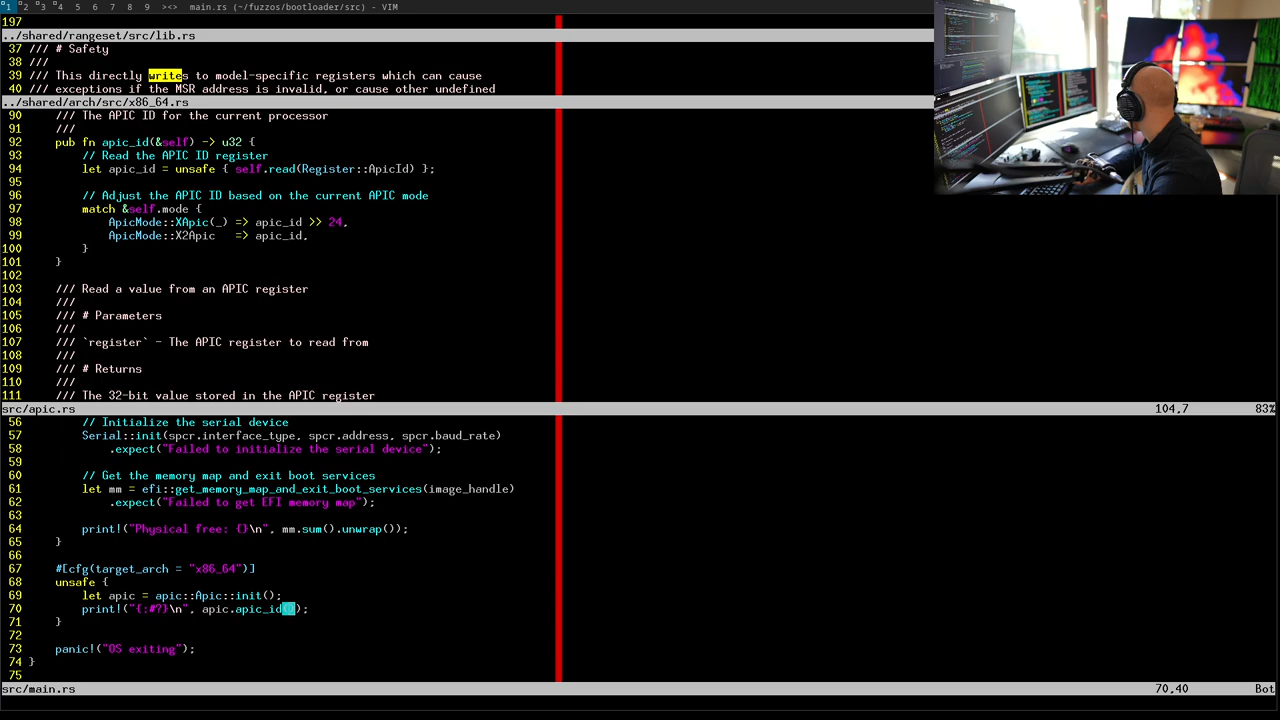 1 2 3 4 5 6 7 8 9 ><> main.rs (~/fuzzos/bootloader/src) - VIM
197
../shared/rangeset/src/lib.rs
37 /// # Safety
38 ///
39 /// This directly writes to model-specific registers which can cause
40 /// exceptions if the MSR address is invalid, or cause other undefined
../shared/arch/src/x86_64.rs
90     /// The APIC ID for the current processor
91     ///
92     pub fn apic_id(&self) -> u32 {
93         // Read the APIC ID register
94         let apic_id = unsafe { self.read(Register::ApicId) };
95
96         // Adjust the APIC ID based on the current APIC mode
97         match &self.mode {
98             ApicMode::XApic(_) => apic_id >> 24,
99             ApicMode::X2Apic   => apic_id,
100         }
101     }
102
103     /// Read a value from an APIC register
104     ///
105     /// # Parameters
106     ///
107     /// `register` - The APIC register to read from
108     ///
109     /// # Returns
110     ///
111     /// The 32-bit value stored in the APIC register
src/apic.rs 104,7 83%
56         // Initialize the serial device
57         Serial::init(spcr.interface_type, spcr.address, spcr.baud_rate)
58             .expect("Failed to initialize the serial device");
59
60         // Get the memory map and exit boot services
61         let mm = efi::get_memory_map_and_exit_boot_services(image_handle)
62             .expect("Failed to get EFI memory map");
63
64         print!("Physical free: {}\n", mm.sum().unwrap());
65     }
66
67     #[cfg(target_arch = "x86_64")]
68     unsafe {
69         let apic = apic::Apic::init();
70         print!("{:#?}\n", apic.apic_id());
71     }
72
73     panic!("OS exiting");
74 }
75
src/main.rs 70,40 Bot